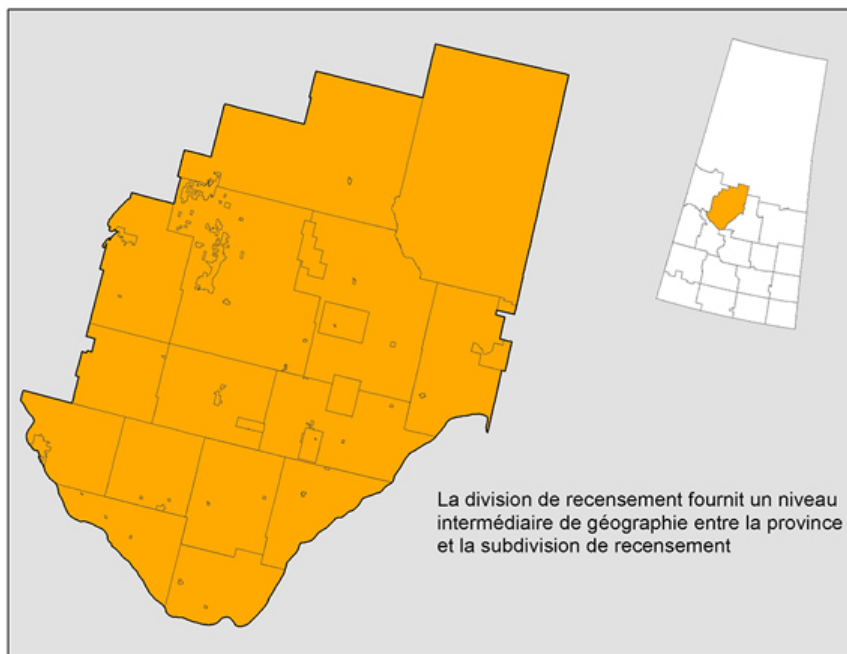 La division de recensement fournit un niveau
intermédiaire de géographie entre la province
et la subdivision de recensement